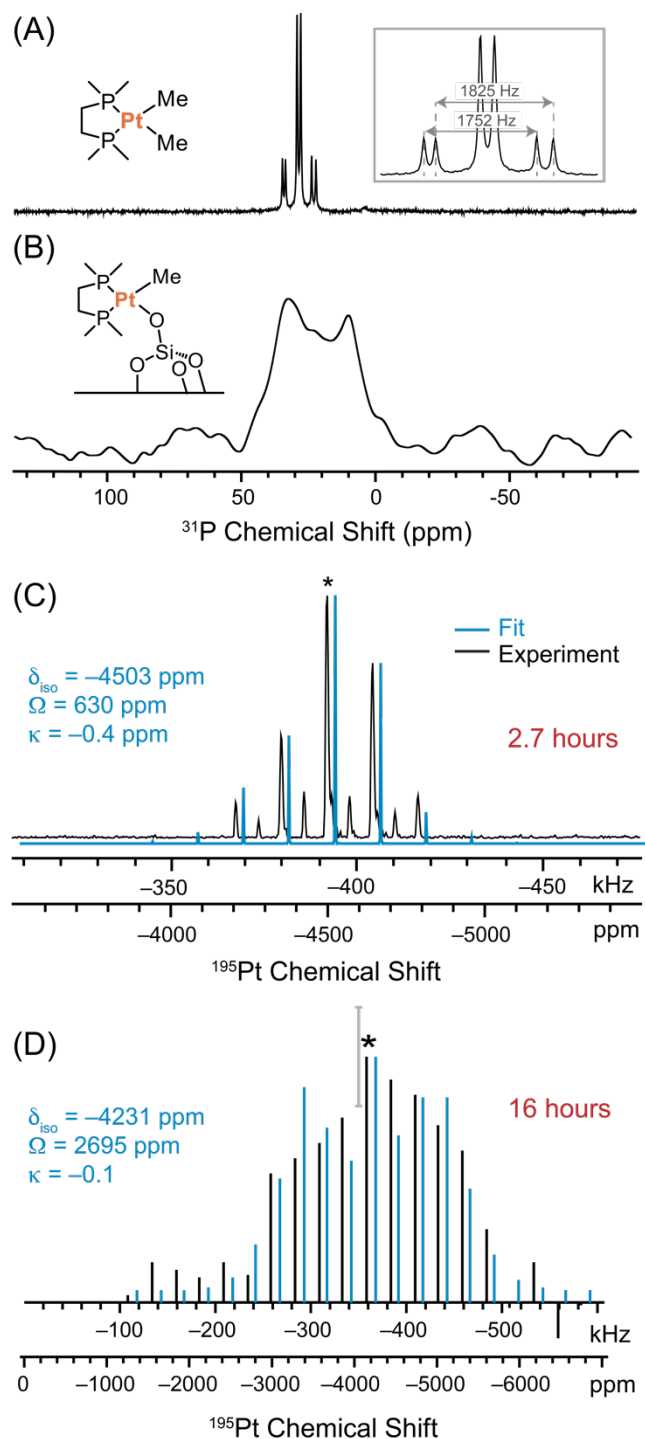 (A)
P
P
Pt
Me
Me
1825 Hz
1752 Hz
(B)
P
P
Pt
Me
O
Si
O
O
O
100
50
0
-50
³¹P Chemical Shift (ppm)
(C)
*
Fit
Experiment
δiso = –4503 ppm
Ω = 630 ppm
κ = –0.4 ppm
2.7 hours
–350
–400
–450
kHz
–4000
–4500
–5000
ppm
¹⁹⁵Pt Chemical Shift
(D)
*
δiso = –4231 ppm
Ω = 2695 ppm
κ = –0.1
16 hours
–100
–200
–300
–400
–500
kHz
0
–1000
–2000
–3000
–4000
–5000
–6000
ppm
¹⁹⁵Pt Chemical Shift